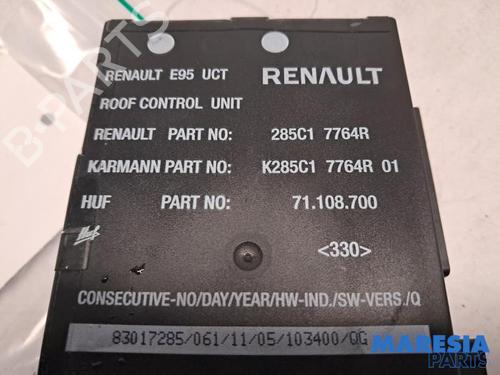 RENAULT E95 UCT RENAULT
ROOF CONTROL UNIT
RENAULT PART NO: 285C1 7764R
KARMANN PART NO: K285C1 7764R 01
HUF PART NO: 71.108.700
<330>
CONSECUTIVE-NO/DAY/YEAR/HW-IND./SW-VERS./Q
83017285/061/11/05/103400/QG
MARESIA
PARTS